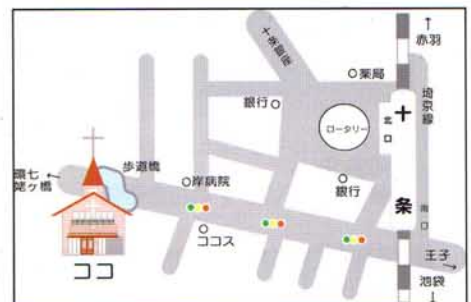 ↑
赤羽
十条銀座
薬局
埼京線
銀行
ロータリー
北口
十条
歩道橋
環七
姥ヶ橋
岸病院
銀行
南口
ココス
ココ
王子
池袋